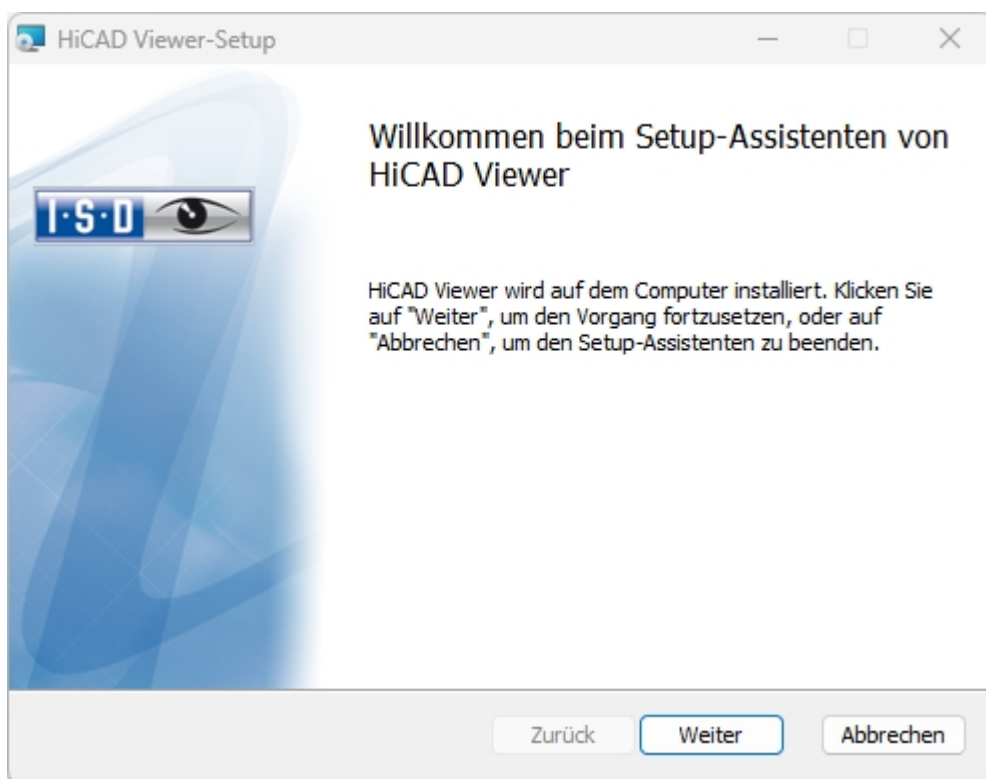 HiCAD Viewer-Setup
Willkommen beim Setup-Assistenten von
HiCAD Viewer
I·S·D
HiCAD Viewer wird auf dem Computer installiert. Klicken Sie
auf "Weiter", um den Vorgang fortzusetzen, oder auf
"Abbrechen", um den Setup-Assistenten zu beenden.
Zurück Weiter Abbrechen